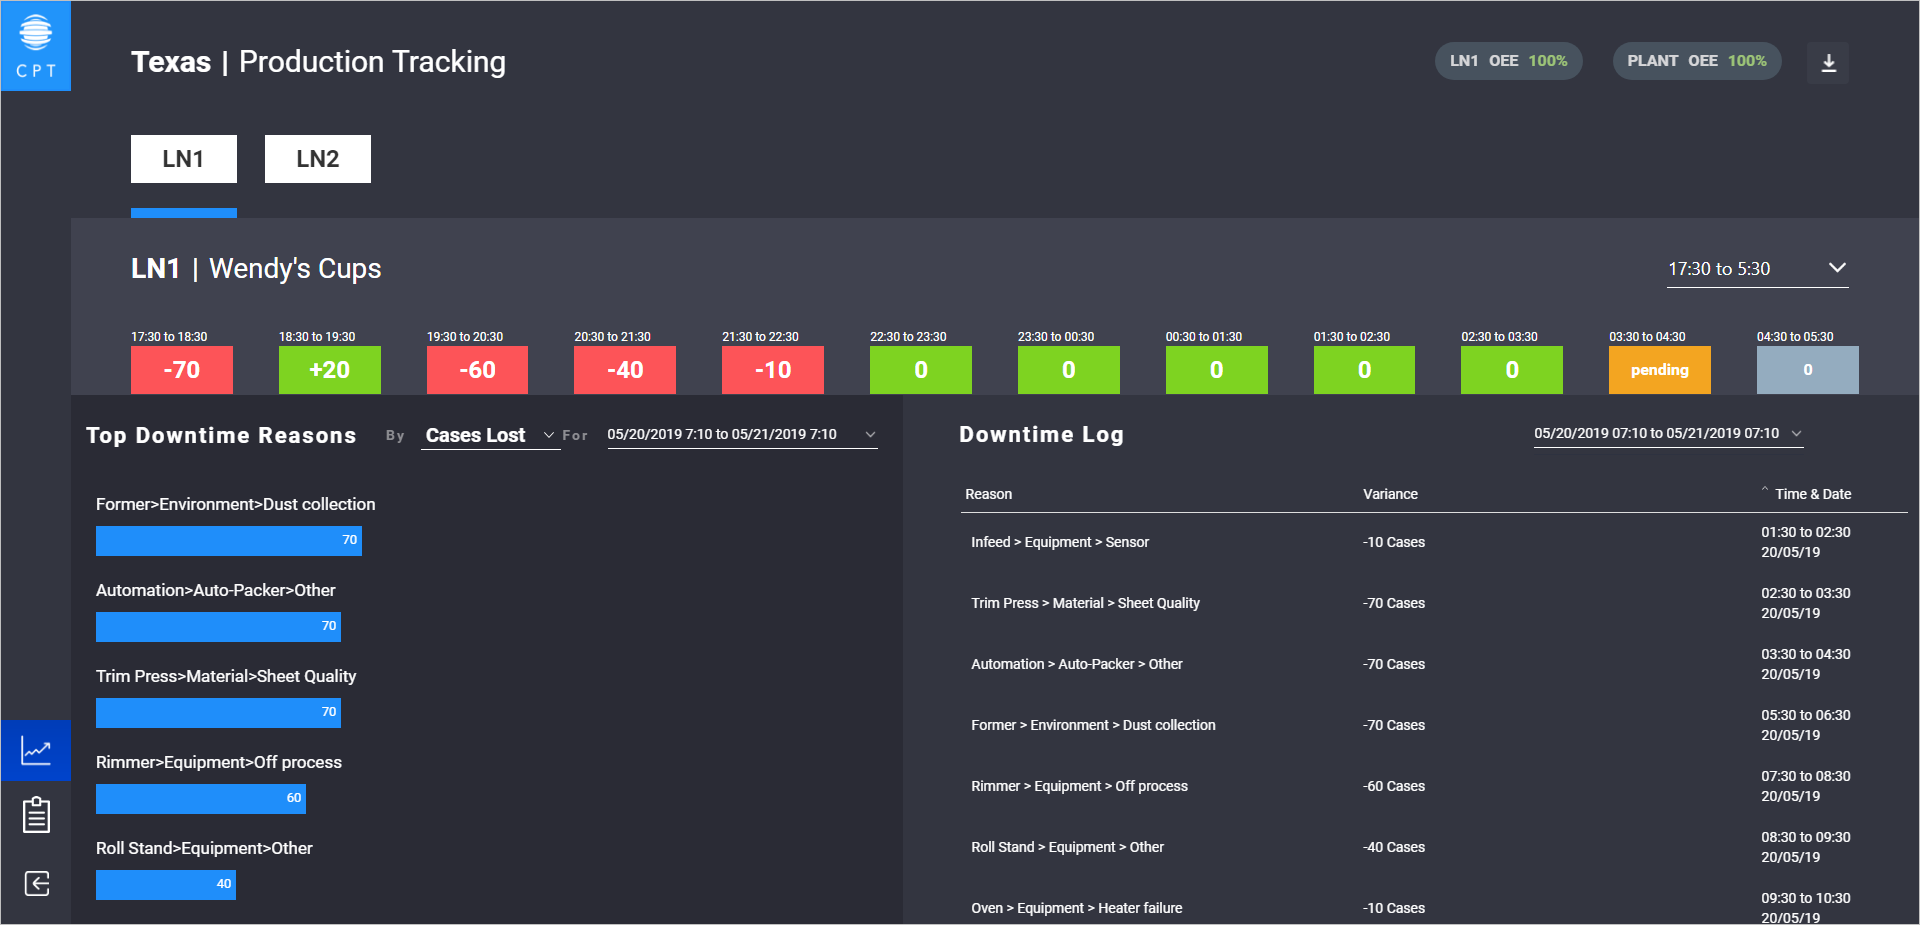 CPT
Texas | Production Tracking
LN1 OEE 100%
PLANT OEE 100%
LN1
LN2
LN1 | Wendy's Cups
17:30 to 5:30
17:30 to 18:30
18:30 to 19:30
19:30 to 20:30
20:30 to 21:30
21:30 to 22:30
22:30 to 23:30
23:30 to 00:30
00:30 to 01:30
01:30 to 02:30
02:30 to 03:30
03:30 to 04:30
04:30 to 05:30
-70
+20
-60
-40
-10
0
0
0
0
0
pending
0
Top Downtime Reasons
By
Cases Lost
For
05/20/2019 7:10 to 05/21/2019 7:10
Former>Environment>Dust collection
70
Automation>Auto-Packer>Other
70
Trim Press>Material>Sheet Quality
70
Rimmer>Equipment>Off process
60
Roll Stand>Equipment>Other
40
Downtime Log
05/20/2019 07:10 to 05/21/2019 07:10
Reason
Variance
Time & Date
Infeed > Equipment > Sensor
-10 Cases
01:30 to 02:30
20/05/19
Trim Press > Material > Sheet Quality
-70 Cases
02:30 to 03:30
20/05/19
Automation > Auto-Packer > Other
-70 Cases
03:30 to 04:30
20/05/19
Former > Environment > Dust collection
-70 Cases
05:30 to 06:30
20/05/19
Rimmer > Equipment > Off process
-60 Cases
07:30 to 08:30
20/05/19
Roll Stand > Equipment > Other
-40 Cases
08:30 to 09:30
20/05/19
Oven > Equipment > Heater failure
-10 Cases
09:30 to 10:30
20/05/19